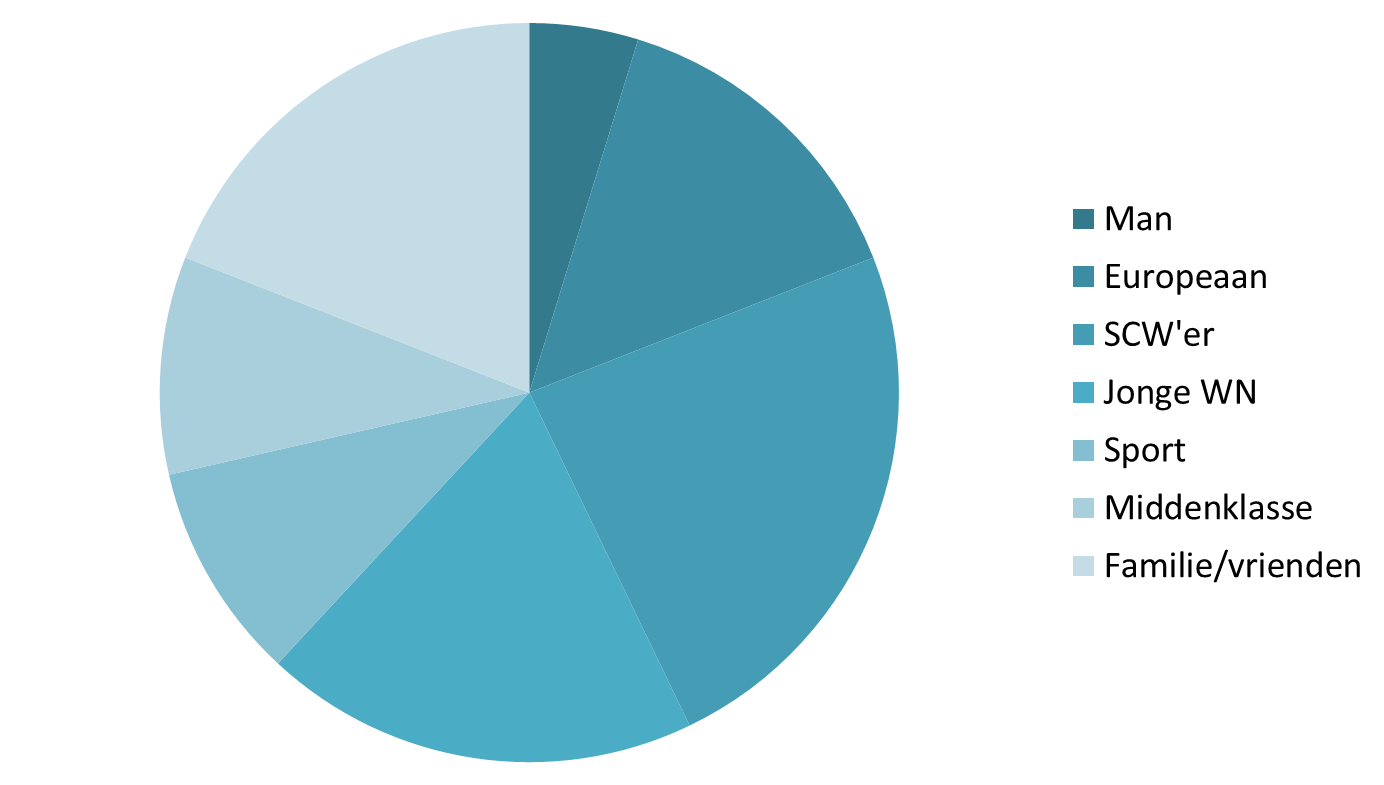 Man
Europeaan
SCW'er
Jonge WN
Sport
Middenklasse
Familie/vrienden